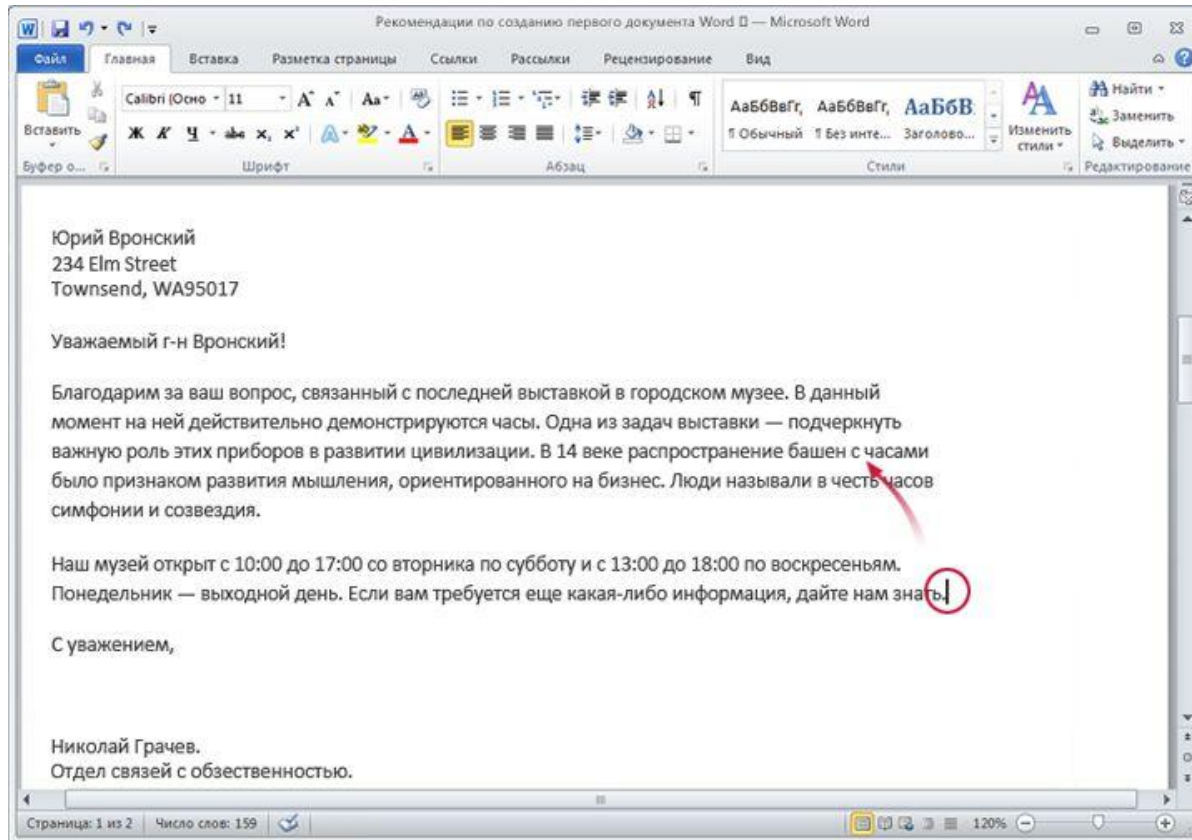 Рекомендации по созданию первого документа Word — Microsoft Word
Файл Главная Вставка Разметка страницы Ссылки Рассылки Рецензирование Вид
Вставить
Calibri (Осно 11
Ж К Ч abc x, x²
АаБбВвГг, АаБбВвГг, АаБбВ
¶ Обычный ¶ Без инте... Заголово...
Изменить стили
Найти
Заменить
Выделить
Буфер о... Шрифт Абзац Стили Редактирование
Юрий Вронский
234 Elm Street
Townsend, WA95017
Уважаемый г-н Вронский!
Благодарим за ваш вопрос, связанный с последней выставкой в городском музее. В данный
момент на ней действительно демонстрируются часы. Одна из задач выставки — подчеркнуть
важную роль этих приборов в развитии цивилизации. В 14 веке распространение башен с часами
было признаком развития мышления, ориентированного на бизнес. Люди называли в честь часов
симфонии и созвездия.
Наш музей открыт с 10:00 до 17:00 со вторника по субботу и с 13:00 до 18:00 по воскресеньям.
Понедельник — выходной день. Если вам требуется еще какая-либо информация, дайте нам знать.
С уважением,
Николай Грачев.
Отдел связей с обзественностью.
Страница: 1 из 2 Число слов: 159 120%